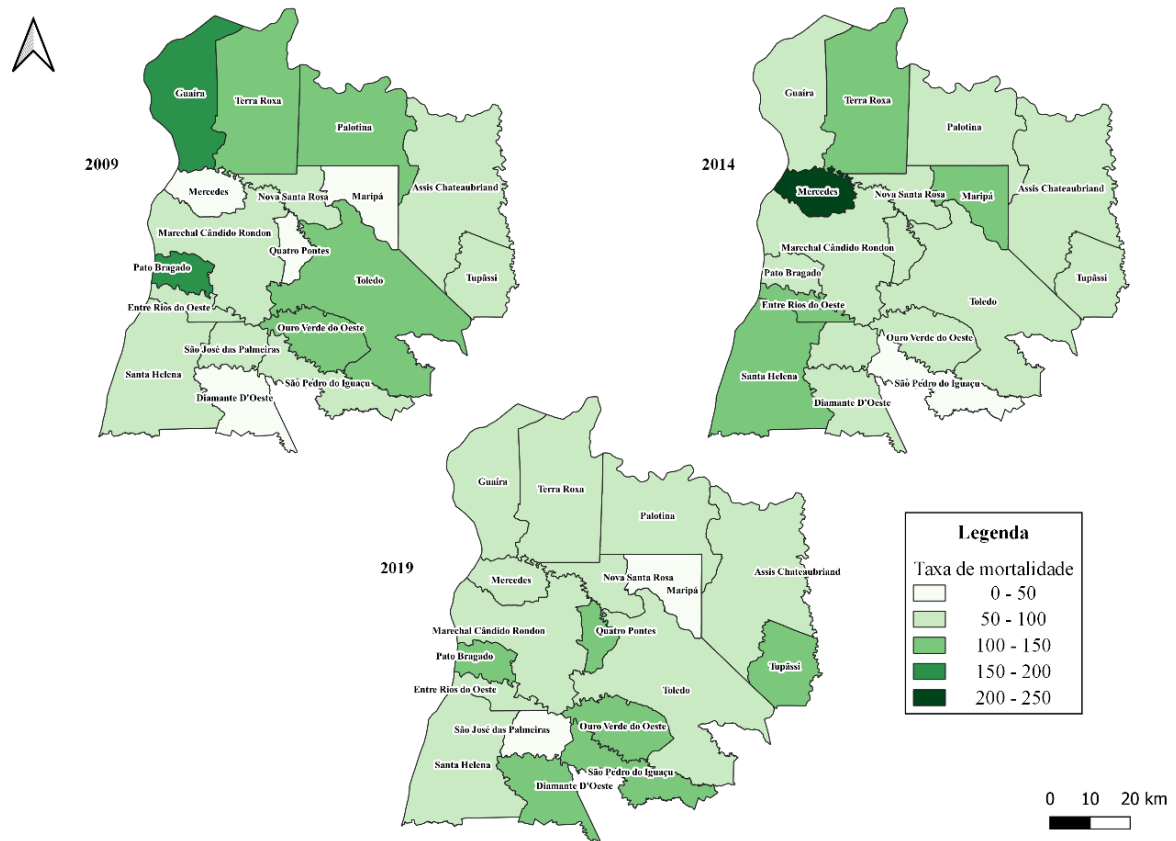 2009
Guaíra
Terra Roxa
Palotina
Mercedes
Nova Santa Rosa
Maripá
Assis Chateaubriand
Marechal Cândido Rondon
Quatro Pontes
Pato Bragado
Toledo
Tupãssi
Entre Rios do Oeste
Ouro Verde do Oeste
São José das Palmeiras
Santa Helena
São Pedro do Iguaçu
Diamante D'Oeste
2014
Guaíra
Terra Roxa
Palotina
Mercedes
Nova Santa Rosa
Maripá
Assis Chateaubriand
Marechal Cândido Rondon
Pato Bragado
Toledo
Tupãssi
Entre Rios do Oeste
Ouro Verde do Oeste
Santa Helena
São Pedro do Iguaçu
Diamante D'Oeste
2019
Guaíra
Terra Roxa
Palotina
Mercedes
Nova Santa Rosa
Maripá
Assis Chateaubriand
Marechal Cândido Rondon
Quatro Pontes
Pato Bragado
Tupãssi
Entre Rios do Oeste
Toledo
São José das Palmeiras
Ouro Verde do Oeste
Santa Helena
São Pedro do Iguaçu
Diamante D'Oeste
Legenda
Taxa de mortalidade
0 - 50
50 - 100
100 - 150
150 - 200
200 - 250
0 10 20 km